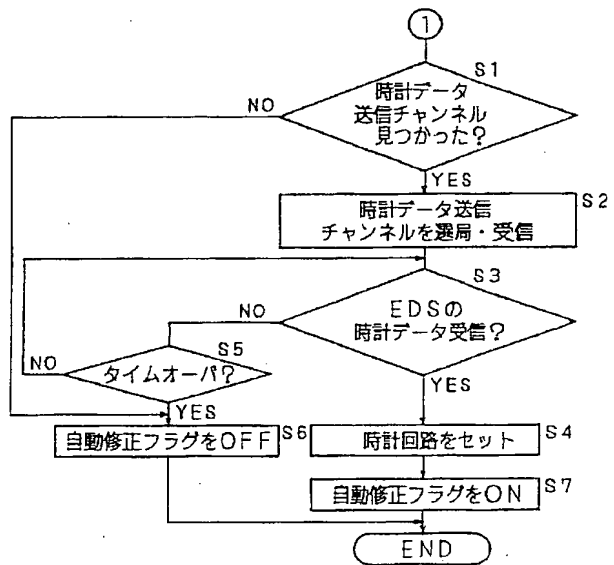 1
S1
時計データ
送信チャンネル
見つかった?
NO
YES
S2
時計データ送信
チャンネルを選局・受信
S3
EDSの
時計データ受信?
NO
YES
S5
タイムオーバ?
NO
YES
自動修正フラグをOFF
S6
時計回路をセット
S4
自動修正フラグをON
S7
END